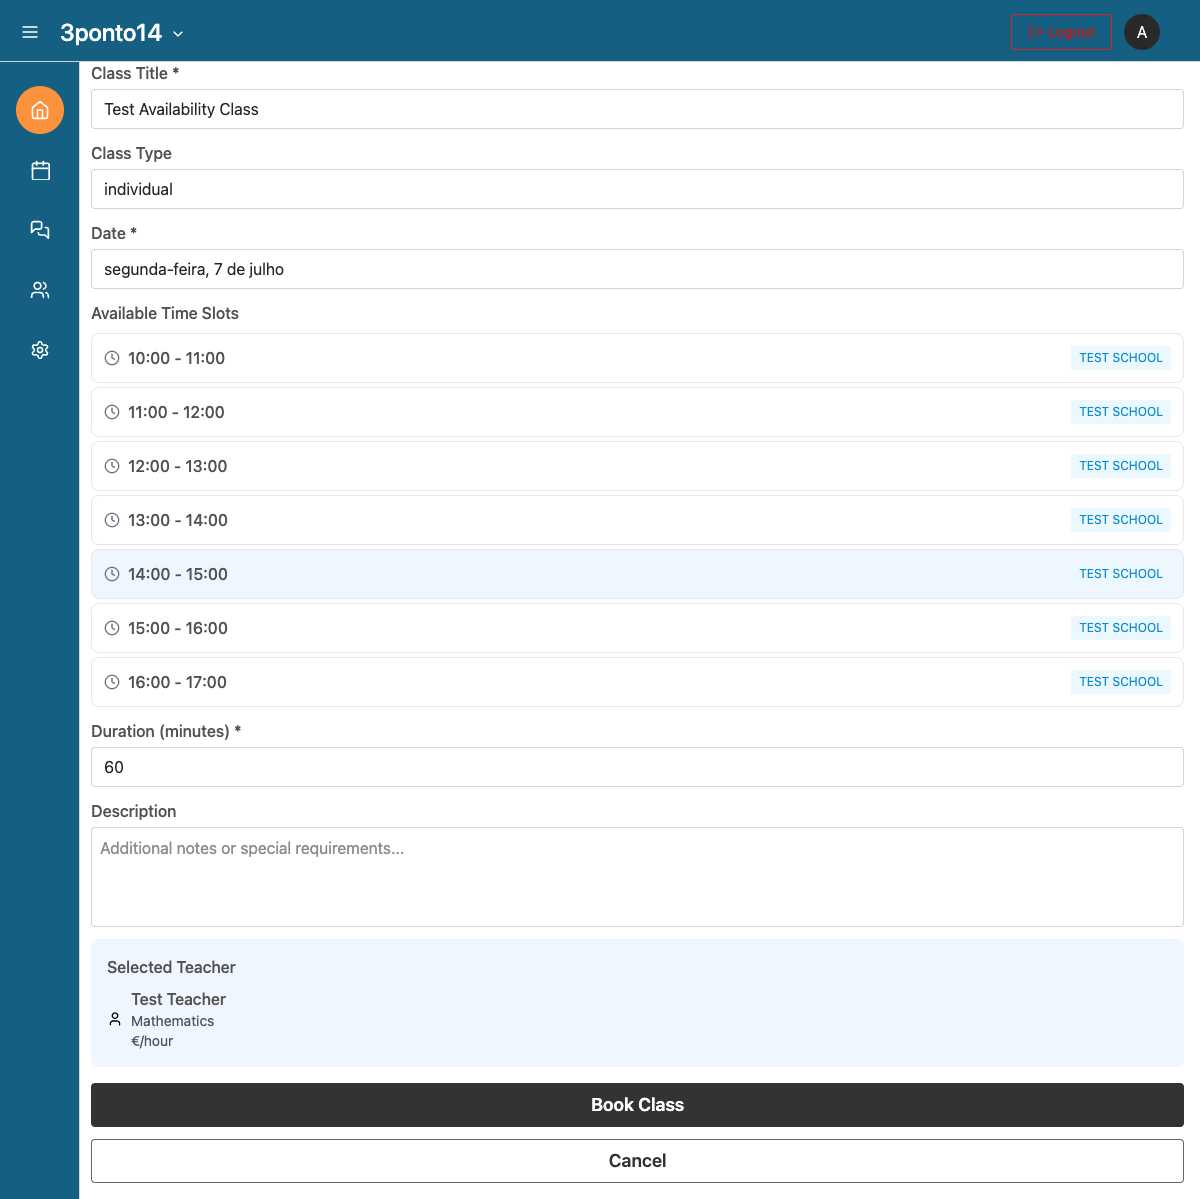 3ponto14
Logout
A
Class Title *
Test Availability Class
Class Type
individual
Date *
segunda-feira, 7 de julho
Available Time Slots
10:00 - 11:00 TEST SCHOOL
11:00 - 12:00 TEST SCHOOL
12:00 - 13:00 TEST SCHOOL
13:00 - 14:00 TEST SCHOOL
14:00 - 15:00 TEST SCHOOL
15:00 - 16:00 TEST SCHOOL
16:00 - 17:00 TEST SCHOOL
Duration (minutes) *
60
Description
Additional notes or special requirements...
Selected Teacher
Test Teacher
Mathematics
€/hour
Book Class
Cancel